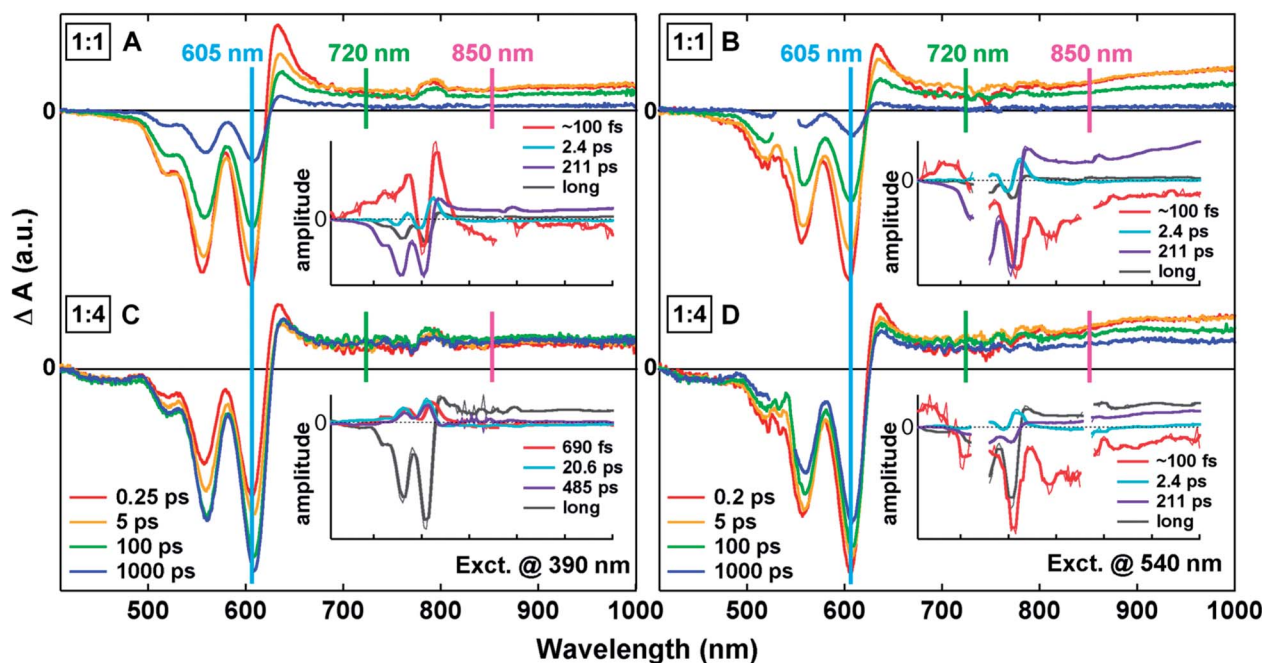 1:1
A
605 nm
720 nm
850 nm
0
~100 fs
2.4 ps
211 ps
long
amplitude
0
1:1
B
605 nm
720 nm
850 nm
0
~100 fs
2.4 ps
211 ps
long
amplitude
0
Δ A (a.u.)
1:4
C
0
0.25 ps
5 ps
100 ps
1000 ps
amplitude
0
690 fs
20.6 ps
485 ps
long
Exct. @ 390 nm
1:4
D
0
0.2 ps
5 ps
100 ps
1000 ps
amplitude
0
~100 fs
2.4 ps
211 ps
long
Exct. @ 540 nm
500 600 700 800 900 1000
500 600 700 800 900 1000
Wavelength (nm)